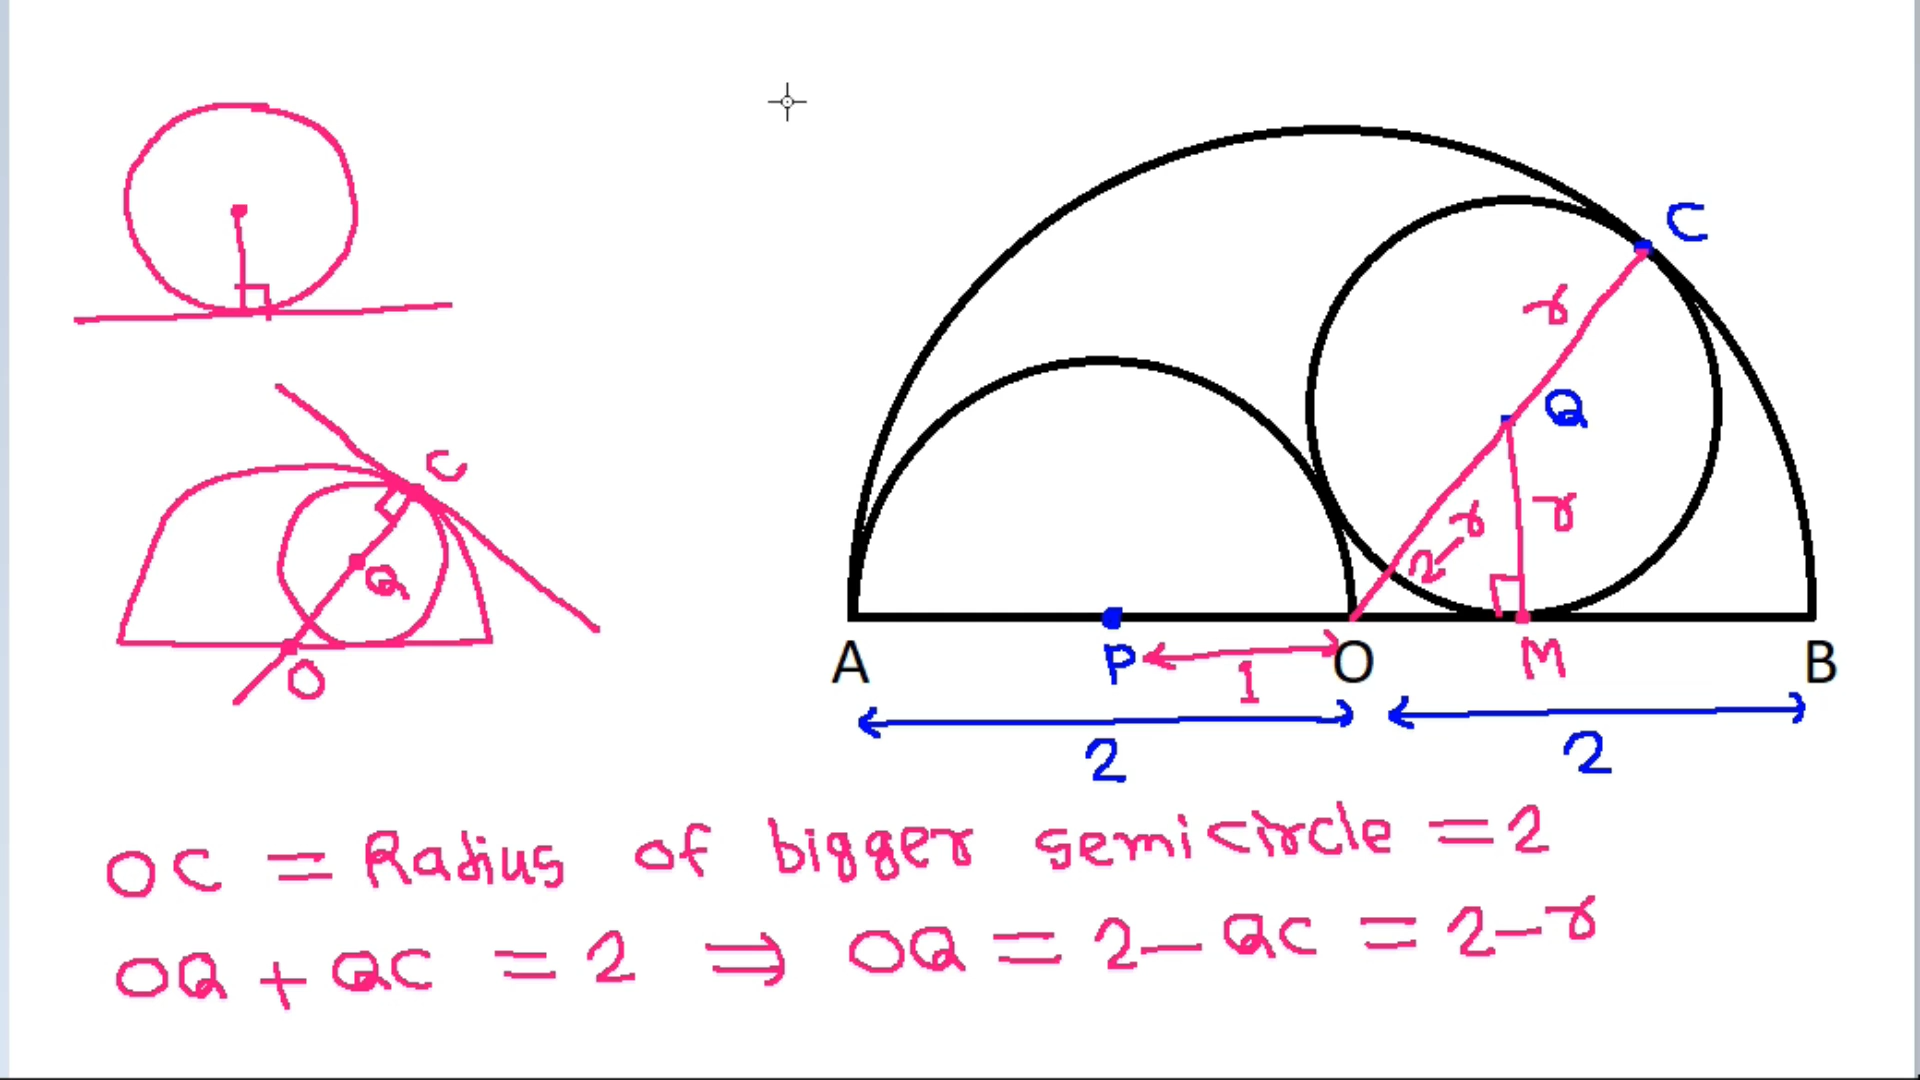 C
Q
O
C
r
Q
2-r
r
A
P
O
M
B
1
2
2
OC = Radius of bigger semicircle = 2
OQ + QC = 2 ⇒ OQ = 2 - QC = 2 - r